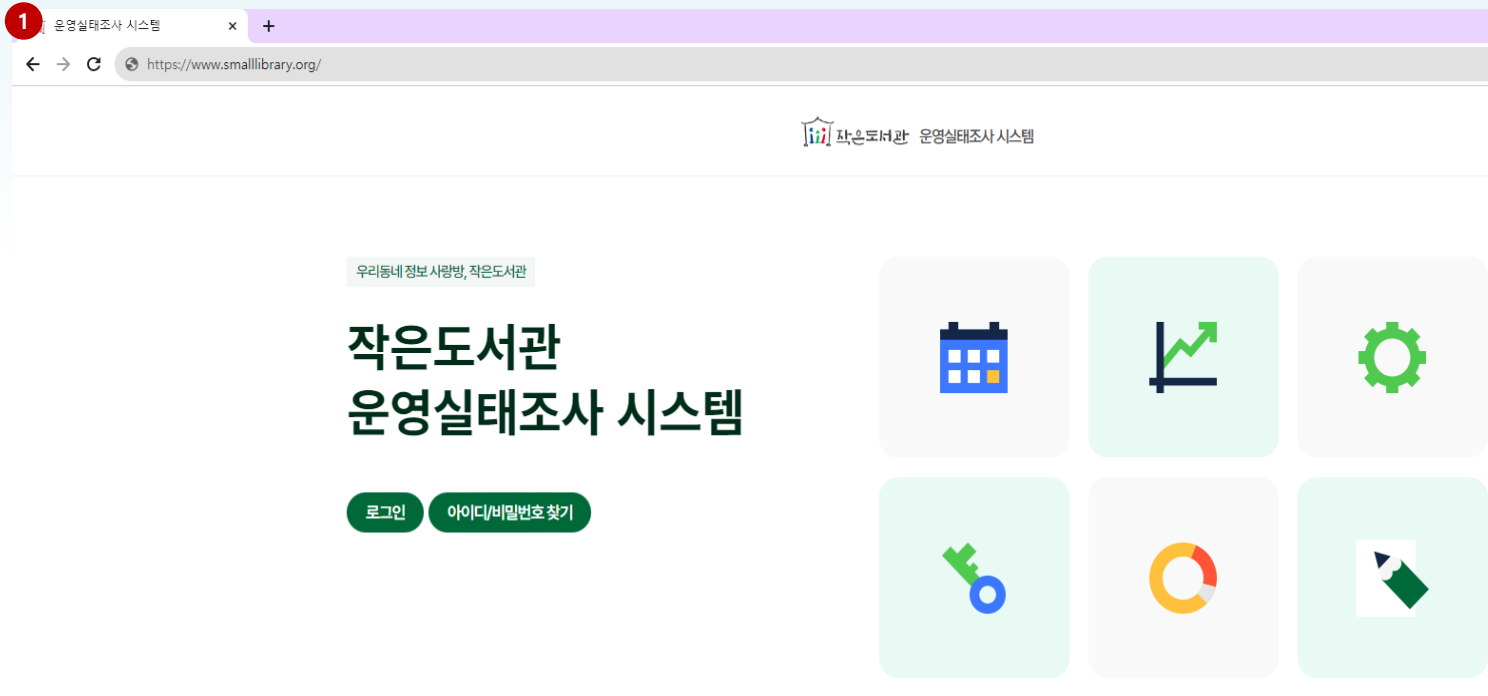 1
운영실태조사 시스템
https://www.smalllibrary.org/
작은도서관 운영실태조사 시스템
우리동네 정보 사랑방, 작은도서관
작은도서관
운영실태조사 시스템
로그인 아이디/비밀번호 찾기